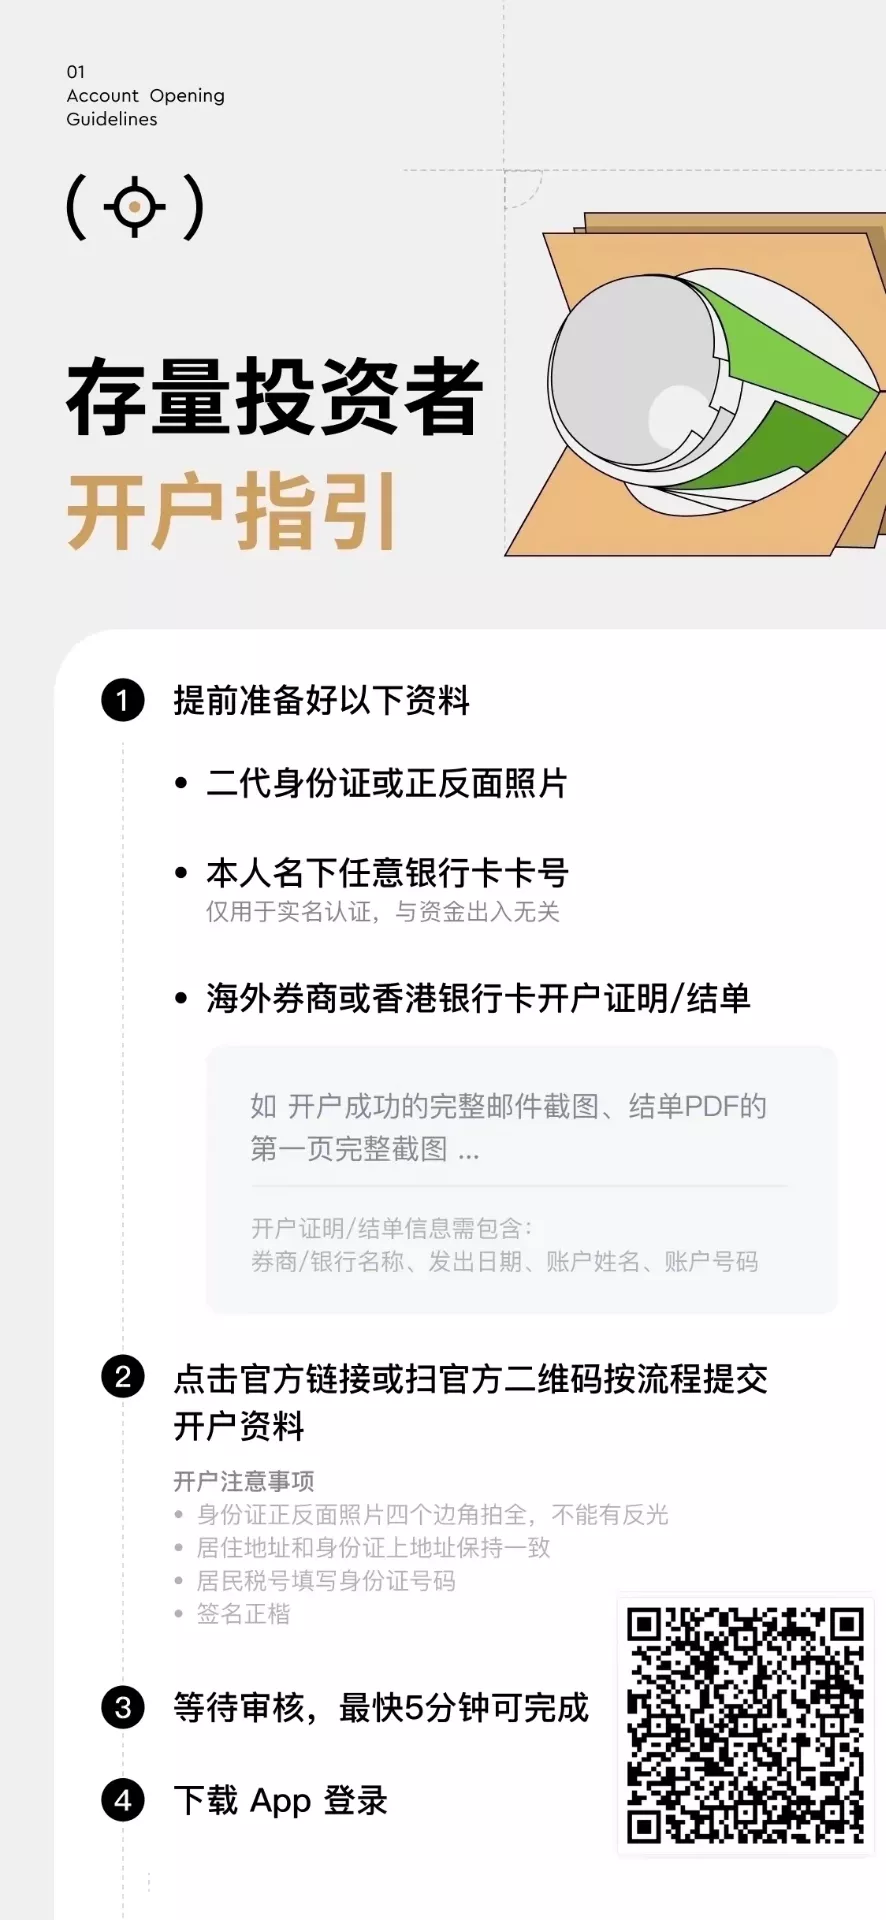 01
Account Opening
Guidelines
存量投资者
开户指引
1 提前准备好以下资料
• 二代身份证或正反面照片
• 本人名下任意银行卡卡号
仅用于实名认证，与资金出入无关
• 海外券商或香港银行卡开户证明/结单
如 开户成功的完整邮件截图、结单PDF的
第一页完整截图 ...
开户证明/结单信息需包含：
券商/银行名称、发出日期、账户姓名、账户号码
2 点击官方链接或扫官方二维码按流程提交
开户资料
开户注意事项
• 身份证正反面照片四个边角拍全，不能有反光
• 居住地址和身份证上地址保持一致
• 居民税号填写身份证号码
• 签名正楷
3 等待审核，最快5分钟可完成
4 下载 App 登录